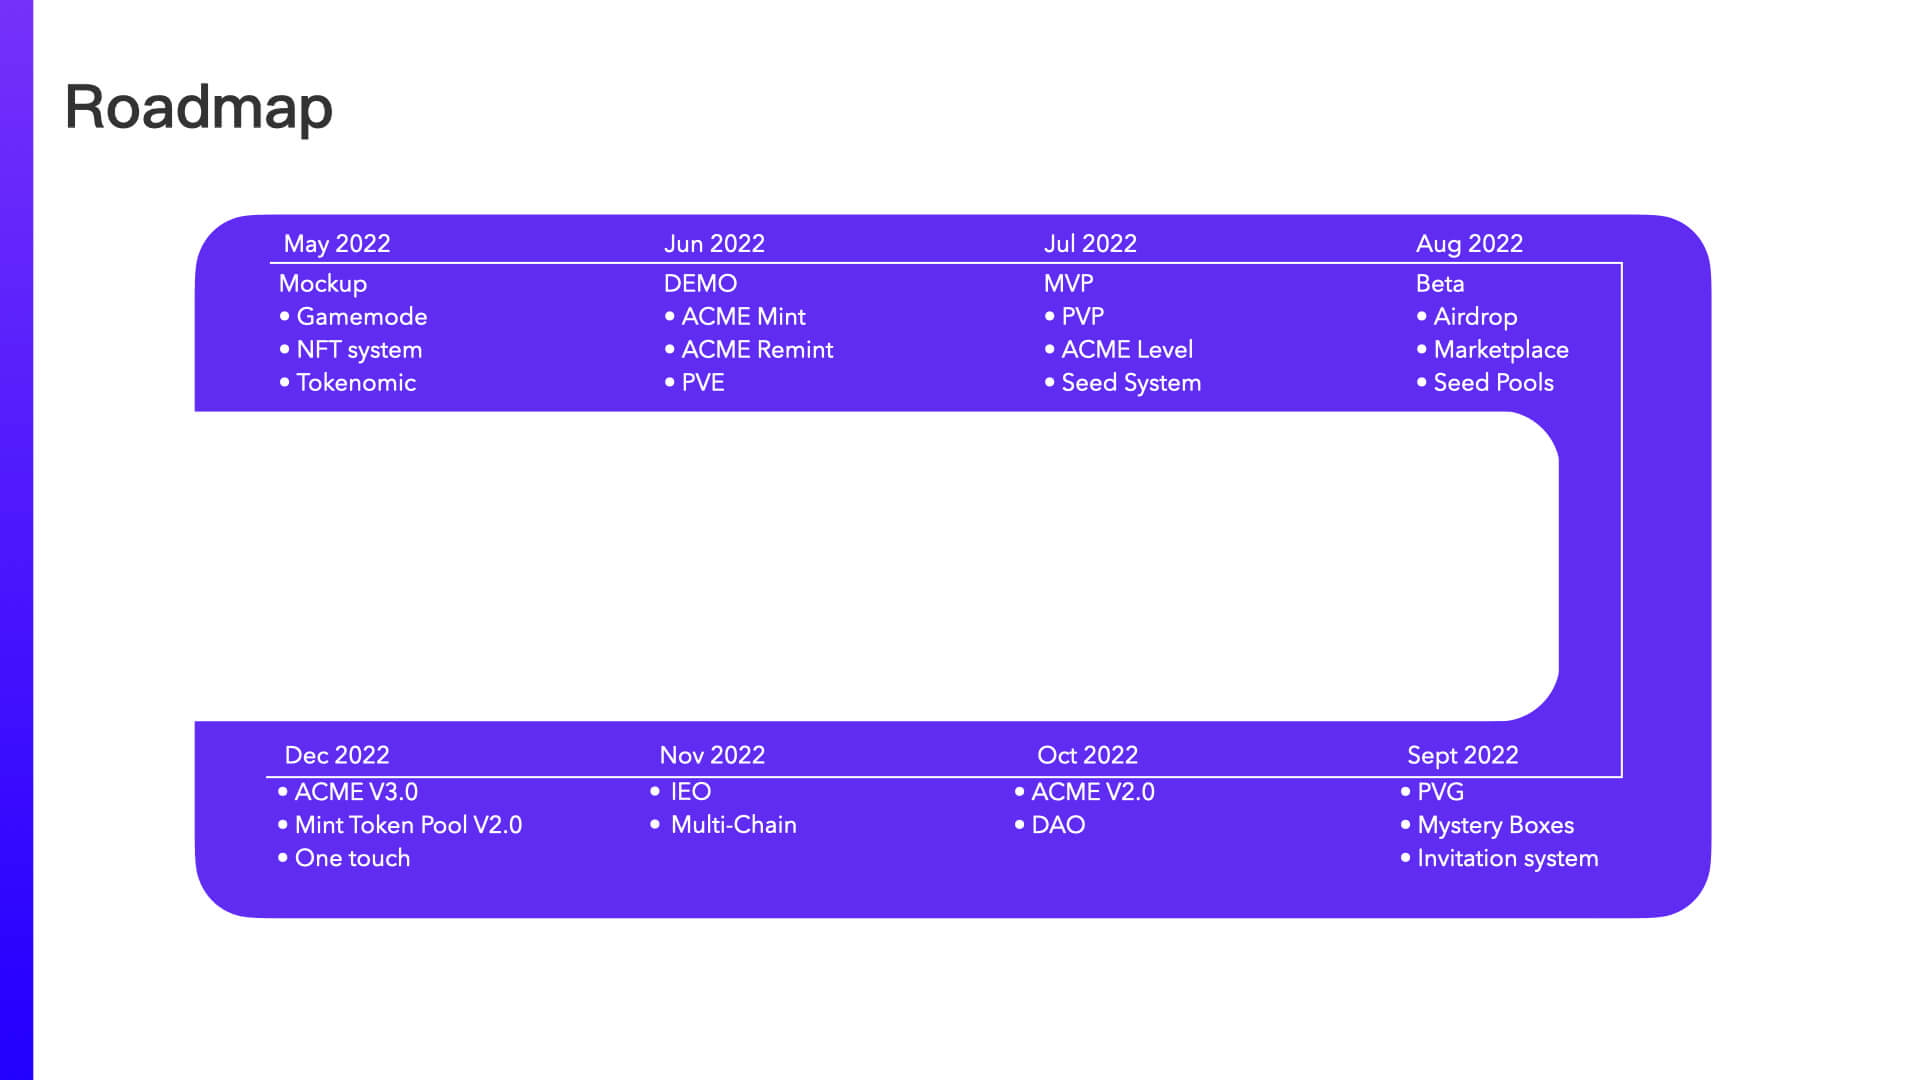 Roadmap
May 2022
Mockup
• Gamemode
• NFT system
• Tokenomic
Jun 2022
DEMO
• ACME Mint
• ACME Remint
• PVE
Jul 2022
MVP
• PVP
• ACME Level
• Seed System
Aug 2022
Beta
• Airdrop
• Marketplace
• Seed Pools
Sept 2022
• PVG
• Mystery Boxes
• Invitation system
Oct 2022
• ACME V2.0
• DAO
Nov 2022
• IEO
• Multi-Chain
Dec 2022
• ACME V3.0
• Mint Token Pool V2.0
• One touch